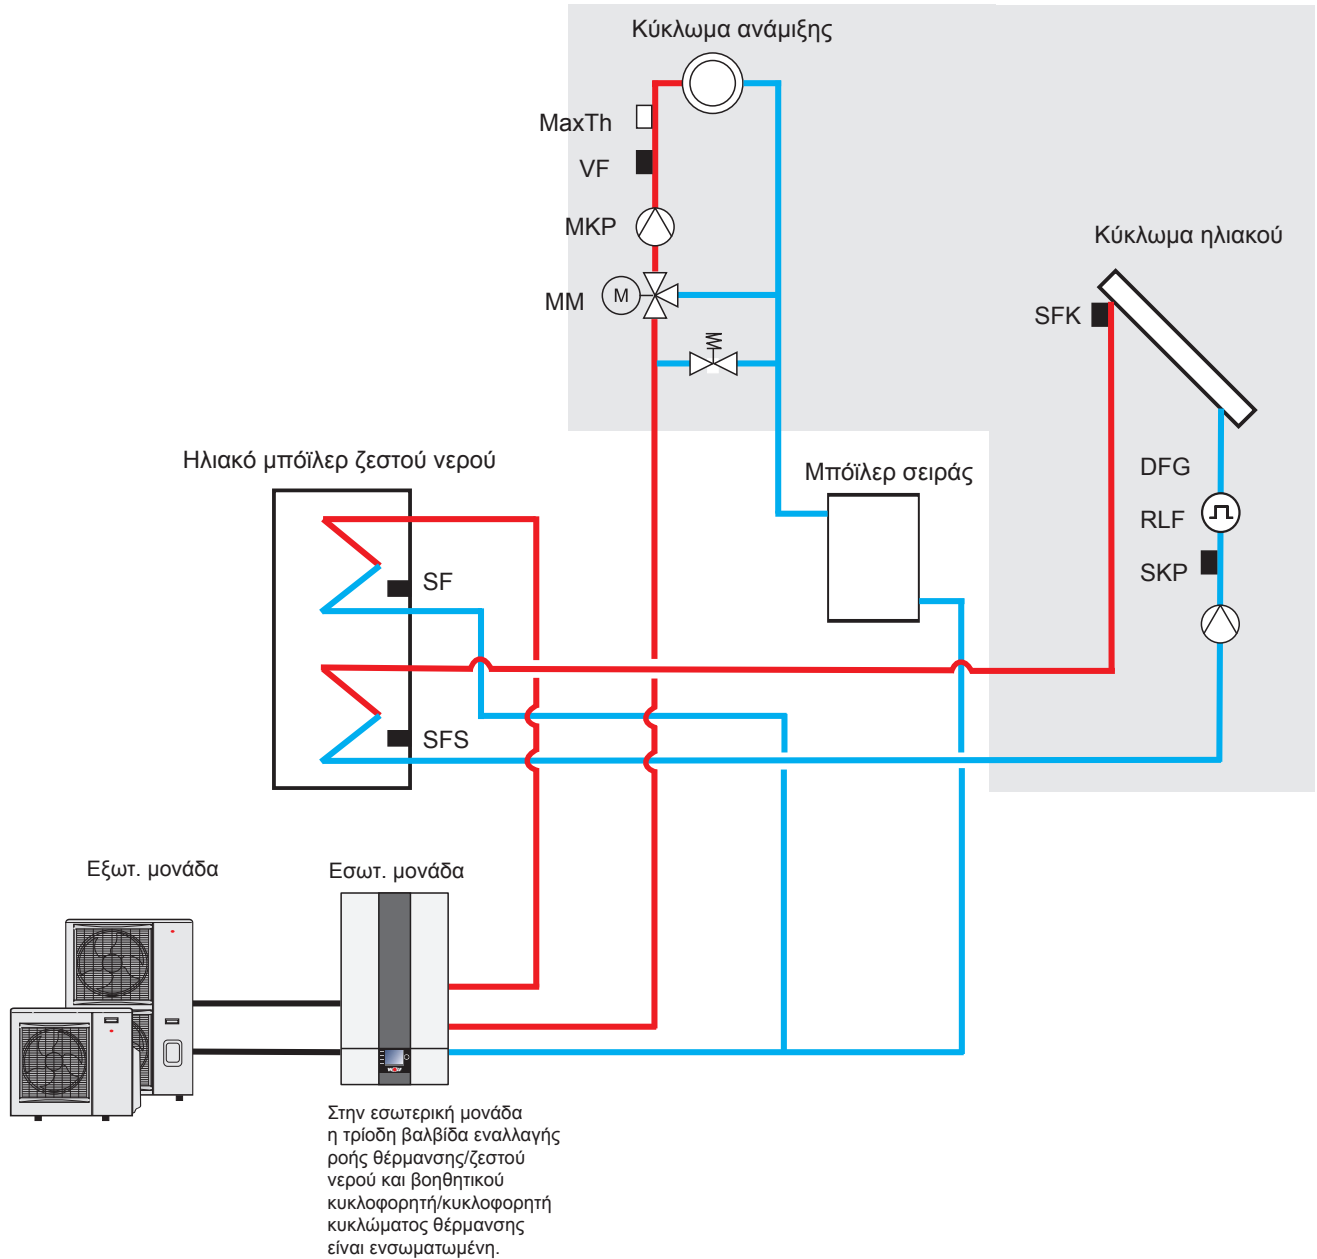 Κύκλωμα ανάμιξης
MaxTh
VF
MKP
Κύκλωμα ηλιακού
MM
M
SFK
Ηλιακό μπόϊλερ ζεστού νερού
Μπόϊλερ σειράς
DFG
RLF
SKP
SF
SFS
Εξωτ. μονάδα
Εσωτ. μονάδα
WOLF
Στην εσωτερική μονάδα
η τρίοδη βαλβίδα εναλλαγής
ροής θέρμανσης/ζεστού
νερού και βοηθητικού
κυκλοφορητή/κυκλοφορητή
κυκλώματος θέρμανσης
είναι ενσωματωμένη.